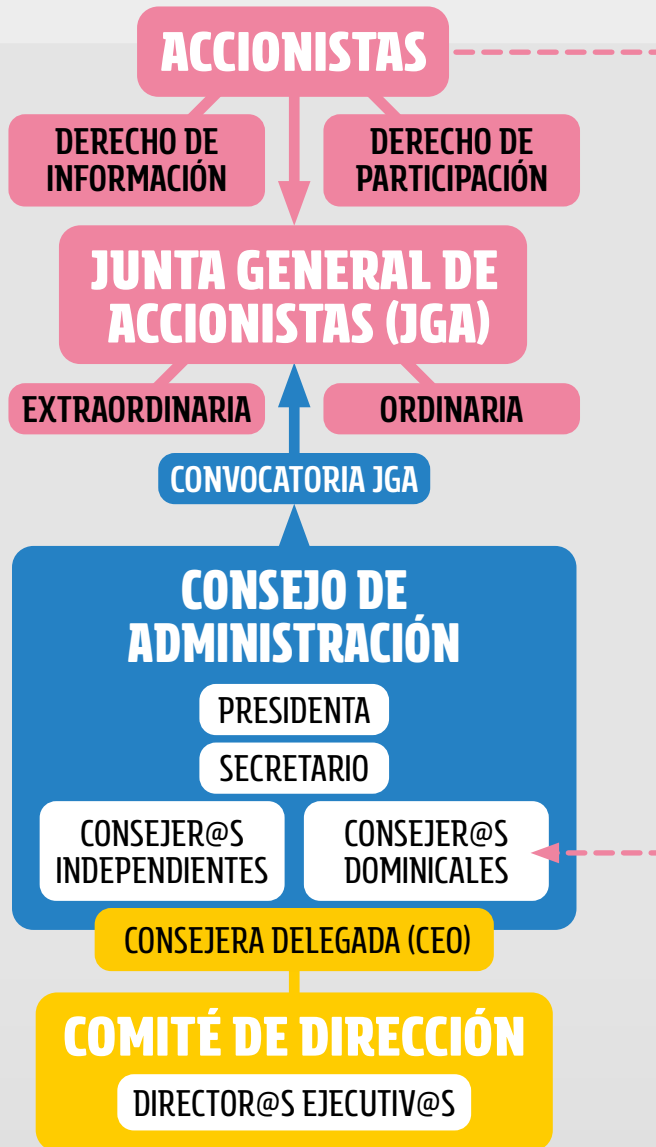 ACCIONISTAS
DERECHO DE
INFORMACIÓN
DERECHO DE
PARTICIPACIÓN
JUNTA GENERAL DE
ACCIONISTAS (JGA)
EXTRAORDINARIA
ORDINARIA
CONVOCATORIA JGA
CONSEJO DE
ADMINISTRACIÓN
PRESIDENTA
SECRETARIO
CONSEJER@S
INDEPENDIENTES
CONSEJER@S
DOMINICALES
CONSEJERA DELEGADA (CEO)
COMITÉ DE DIRECCIÓN
DIRECTOR@S EJECUTIV@S